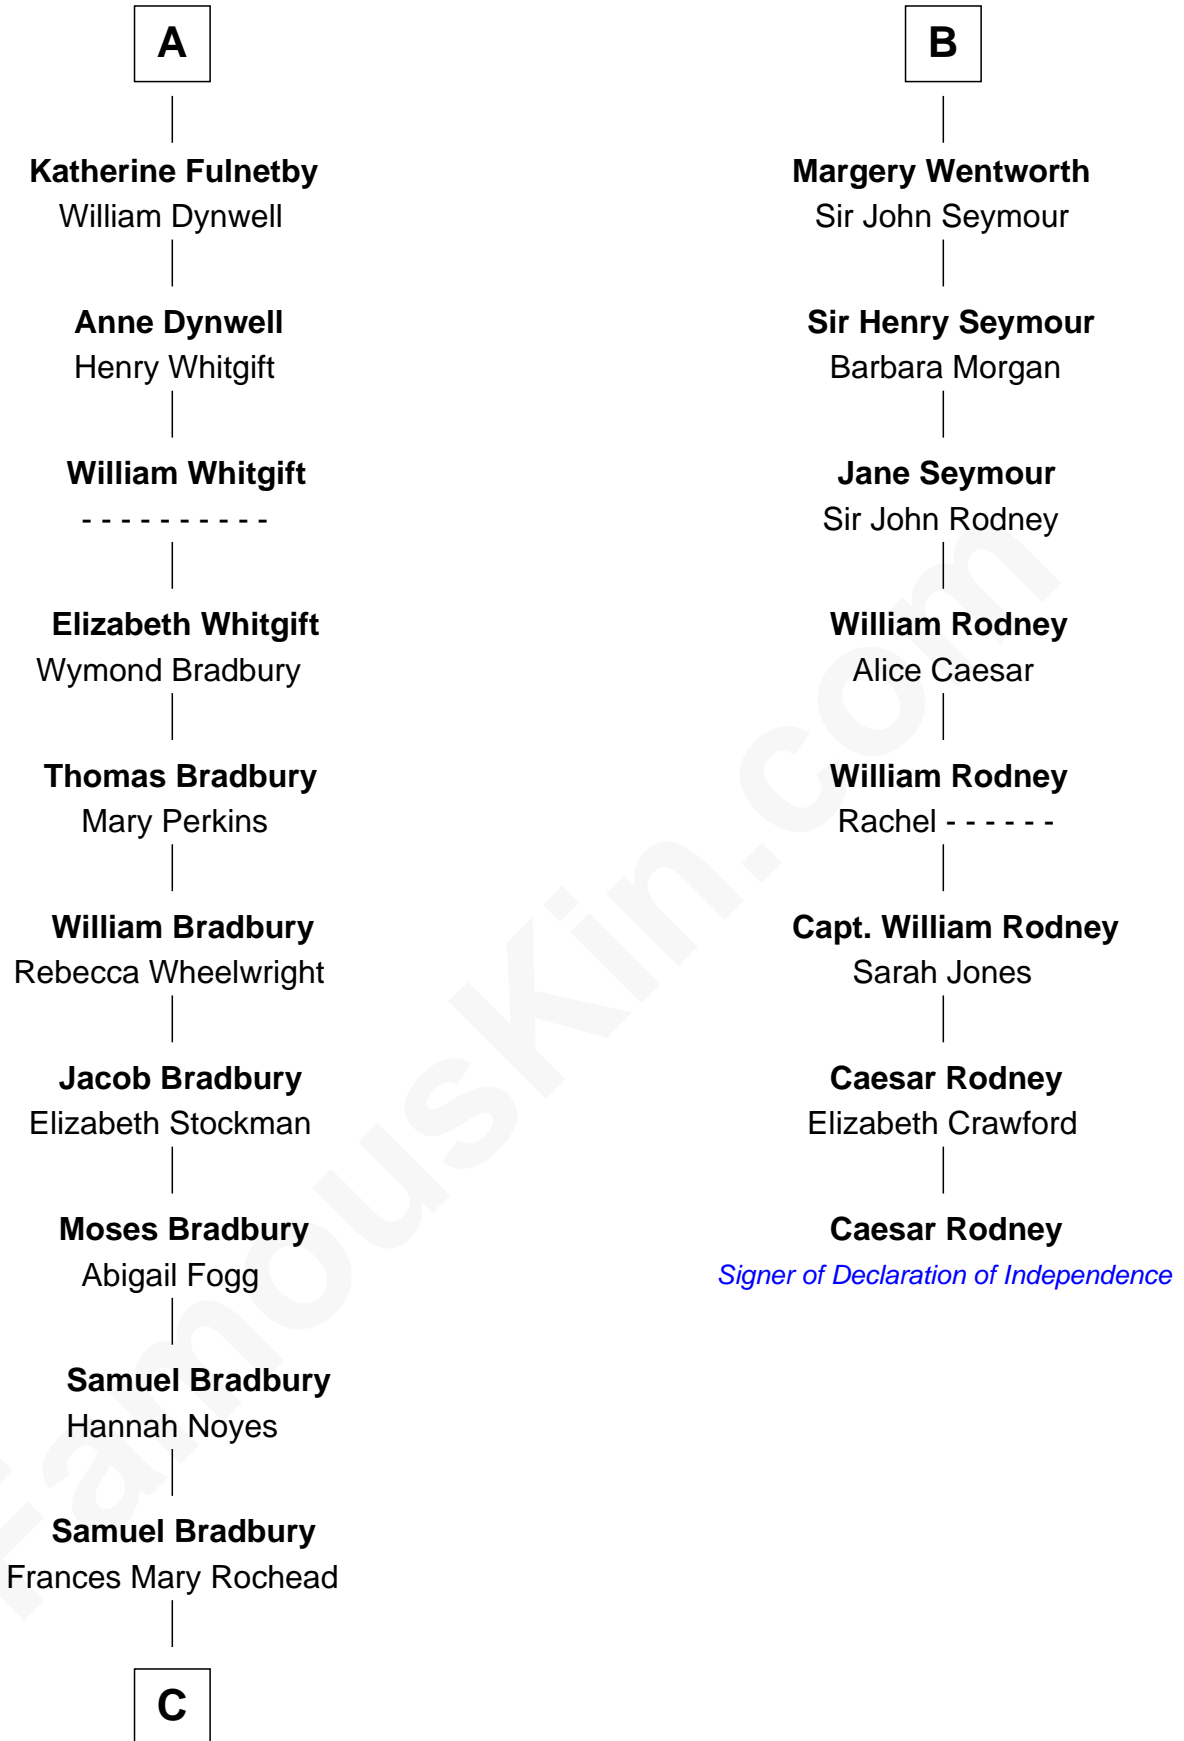 A
Katherine Fulnetby
William Dynwell
Anne Dynwell
Henry Whitgift
William Whitgift
- - - - - - - - - -
Elizabeth Whitgift
Wymond Bradbury
Thomas Bradbury
Mary Perkins
William Bradbury
Rebecca Wheelwright
Jacob Bradbury
Elizabeth Stockman
Moses Bradbury
Abigail Fogg
Samuel Bradbury
Hannah Noyes
Samuel Bradbury
Frances Mary Rochead
C
B
Margery Wentworth
Sir John Seymour
Sir Henry Seymour
Barbara Morgan
Jane Seymour
Sir John Rodney
William Rodney
Alice Caesar
William Rodney
Rachel - - - - - -
Capt. William Rodney
Sarah Jones
Caesar Rodney
Elizabeth Crawford
Caesar Rodney
Signer of Declaration of Independence
FamousKin.com